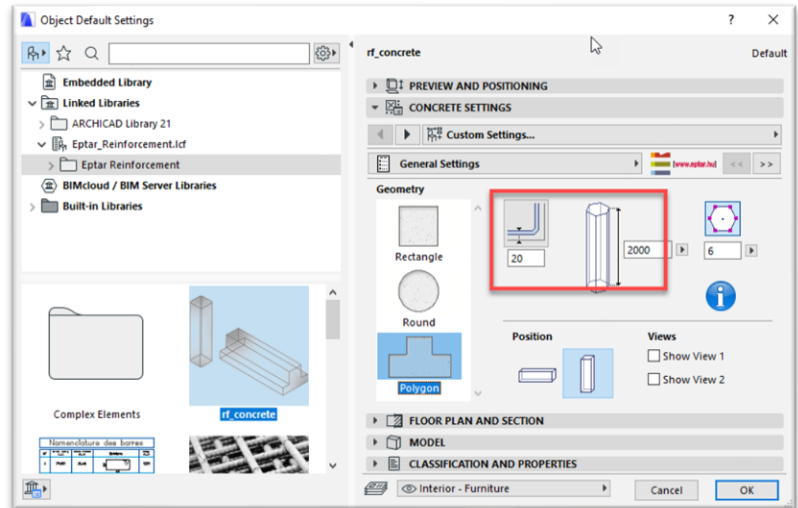 Object Default Settings
rf_concrete
Default
Embedded Library
Linked Libraries
ARCHICAD Library 21
Eptar_Reinforcement.lcf
Eptar Reinforcement
BIMcloud / BIM Server Libraries
Built-in Libraries
Complex Elements
rf_concrete
Nomenclature des barres
PREVIEW AND POSITIONING
CONCRETE SETTINGS
Custom Settings...
General Settings
[www.eptar.hu]
<<
>>
Geometry
Rectangle
Round
Polygon
20
2000
6
Position
Views
Show View 1
Show View 2
FLOOR PLAN AND SECTION
MODEL
CLASSIFICATION AND PROPERTIES
Interior - Furniture
Cancel
OK